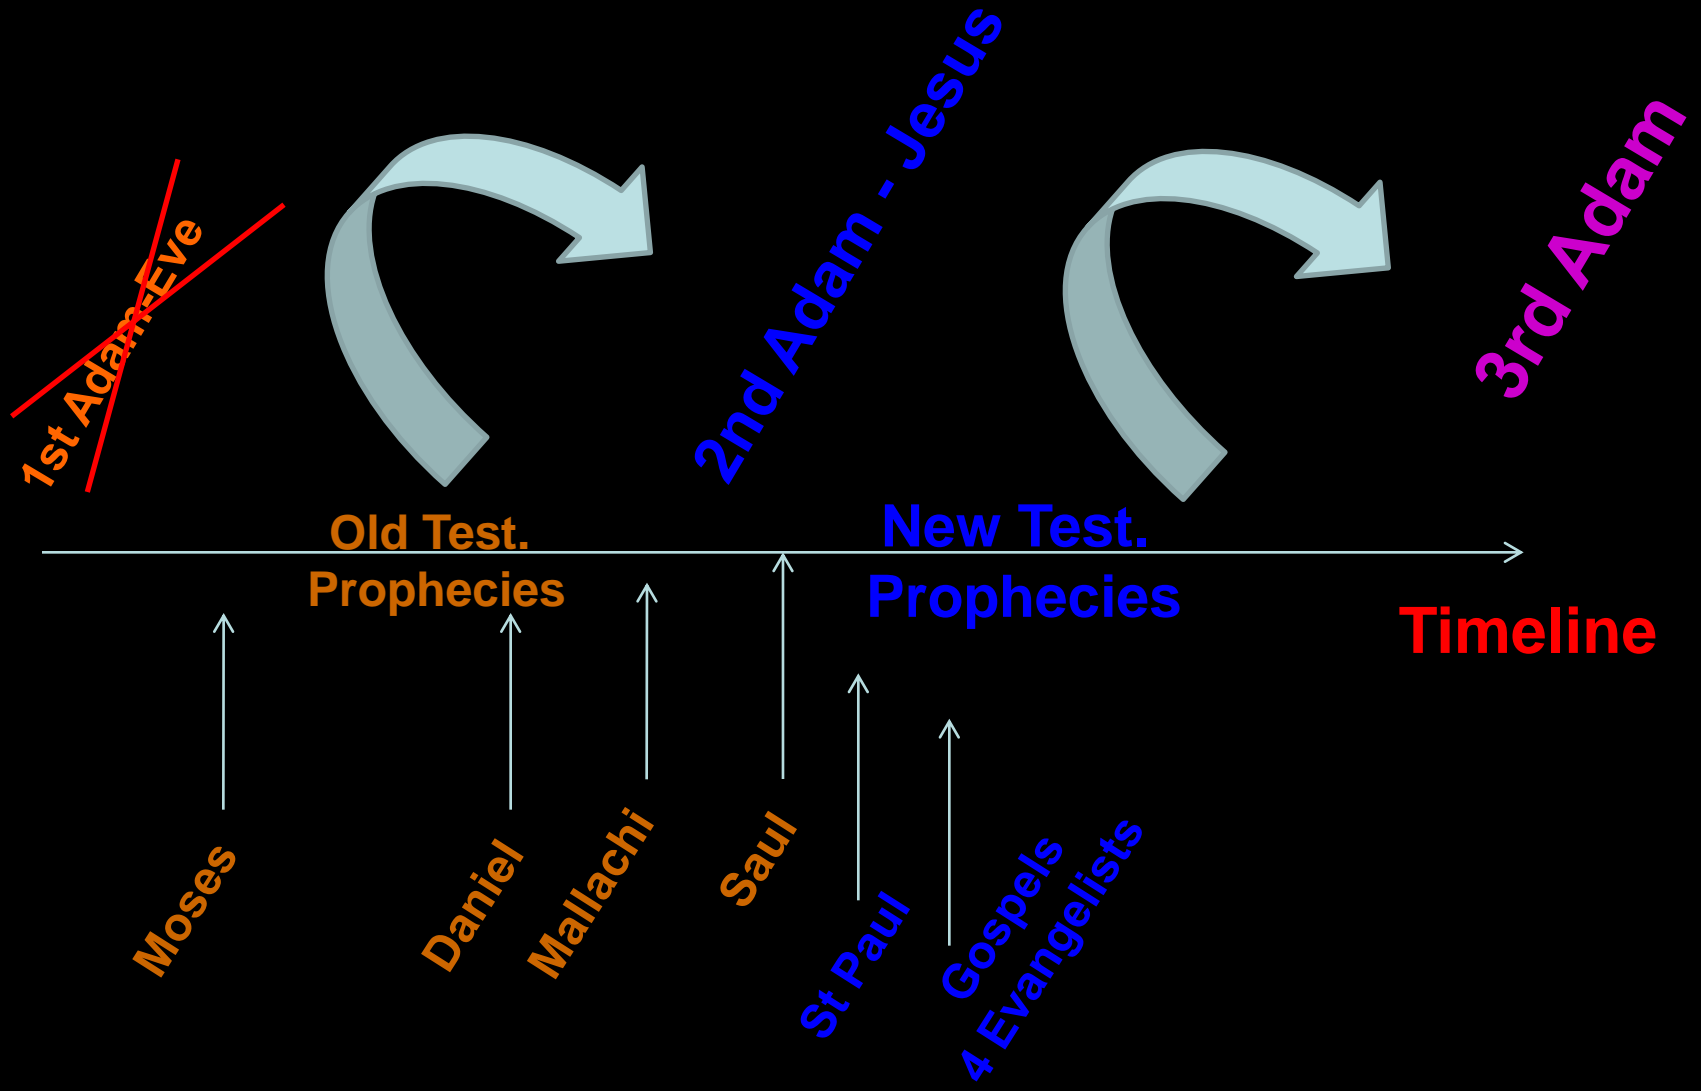 1st Adam-Eve
2nd Adam - Jesus
3rd Adam
Old Test.
Prophecies
New Test.
Prophecies
Timeline
Moses
Daniel
Mallachi
Saul
St Paul
Gospels
4 Evangelists